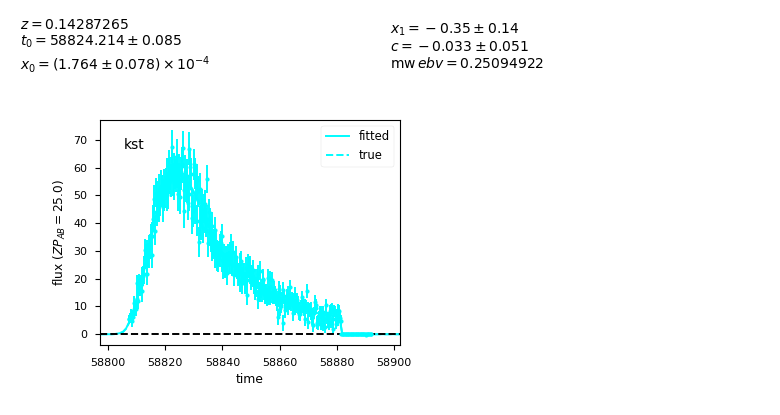 z = 0.14287265
t₀ = 58824.214 ± 0.085
x₀ = (1.764 ± 0.078) × 10⁻⁴
x₁ = −0.35 ± 0.14
c = −0.033 ± 0.051
mw ebv = 0.25094922
kst
fitted
true
flux (ZP_AB = 25.0)
70
60
50
40
30
20
10
0
58800 58820 58840 58860 58880 58900
time